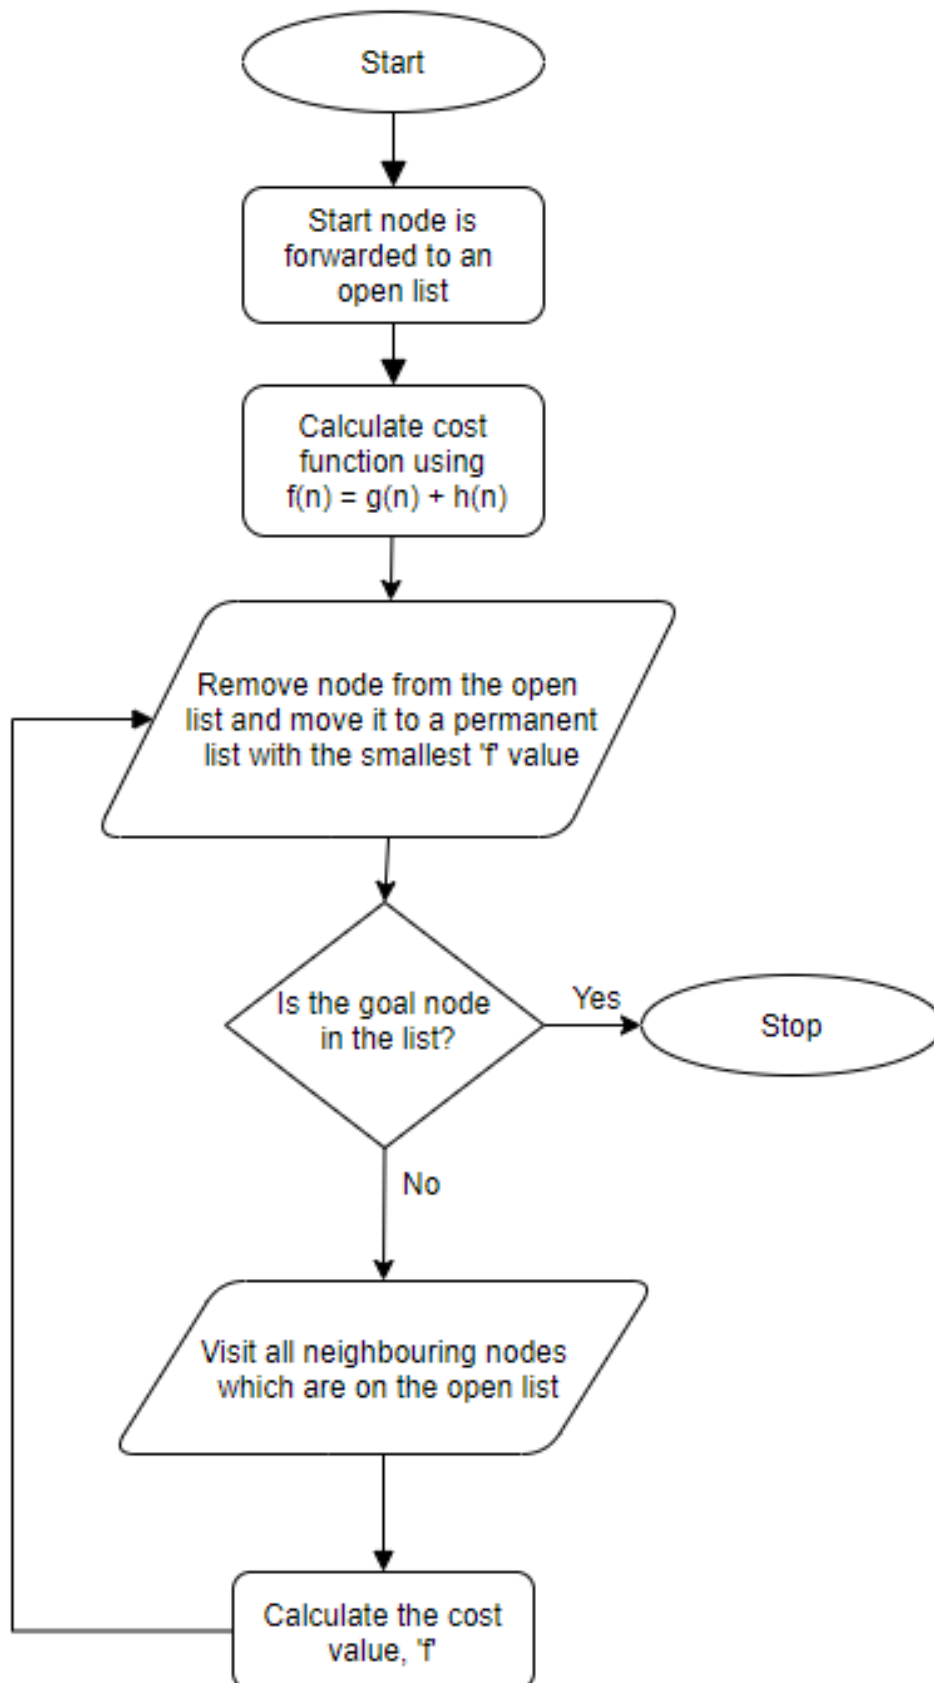 Start
Start node is
forwarded to an
open list
Calculate cost
function using
f(n) = g(n) + h(n)
Remove node from the open
list and move it to a permanent
list with the smallest 'f' value
Is the goal node
in the list?
Yes
Stop
No
Visit all neighbouring nodes
which are on the open list
Calculate the cost
value, 'f'